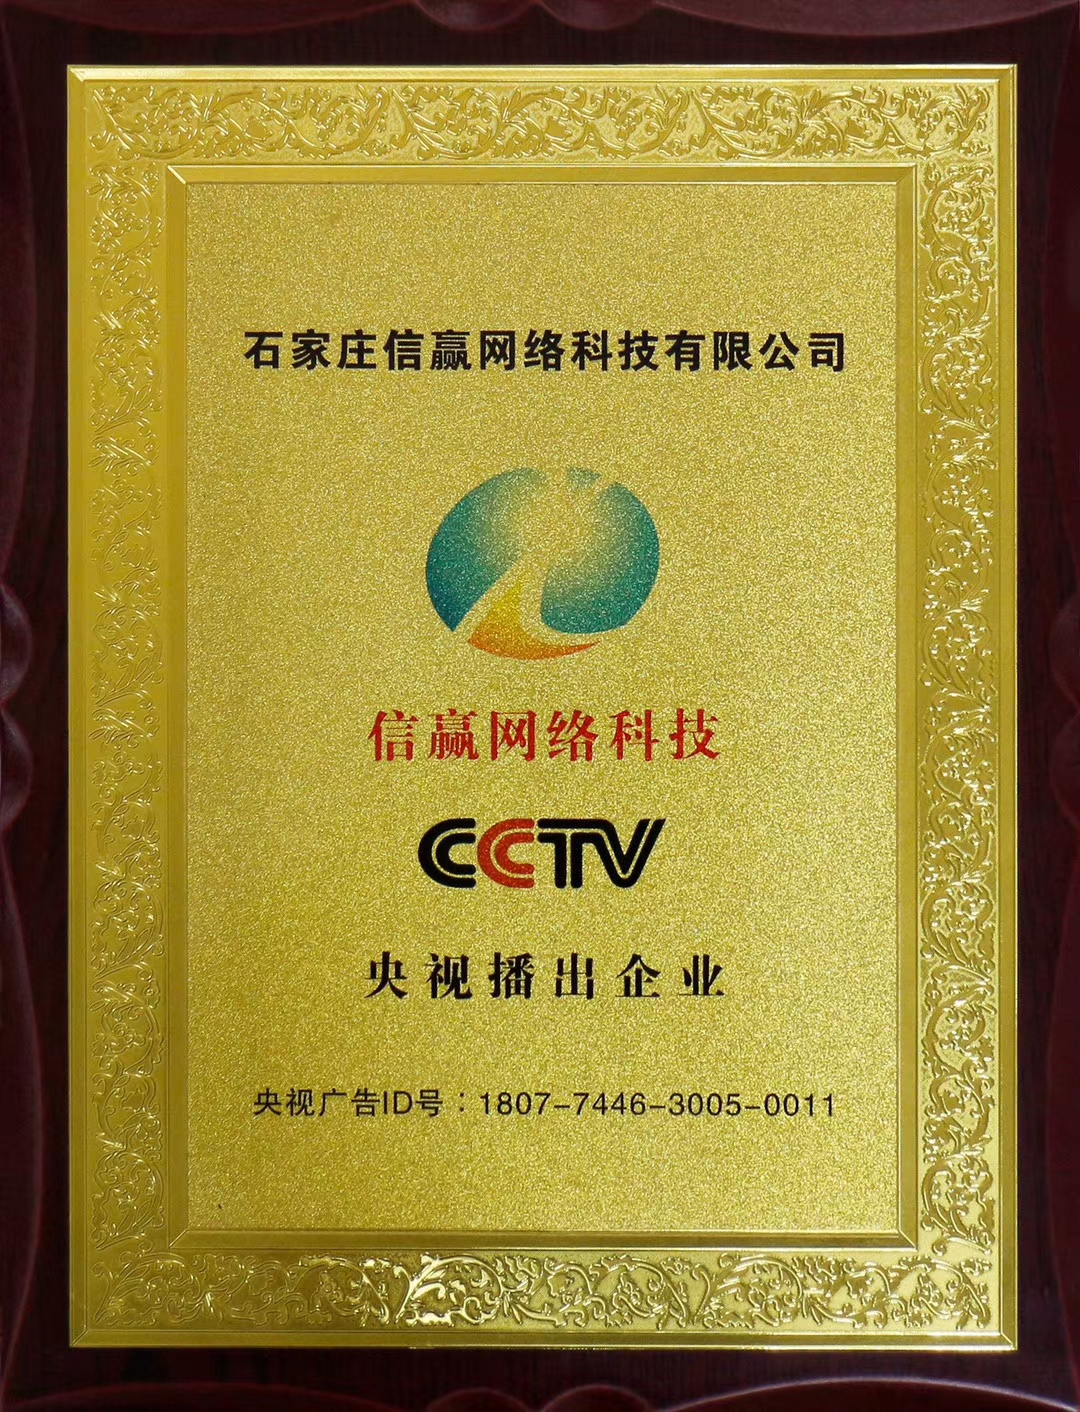 石家庄信赢网络科技有限公司
信赢网络科技
CCTV
央视播出企业
央视广告ID号：1807-7446-3005-0011